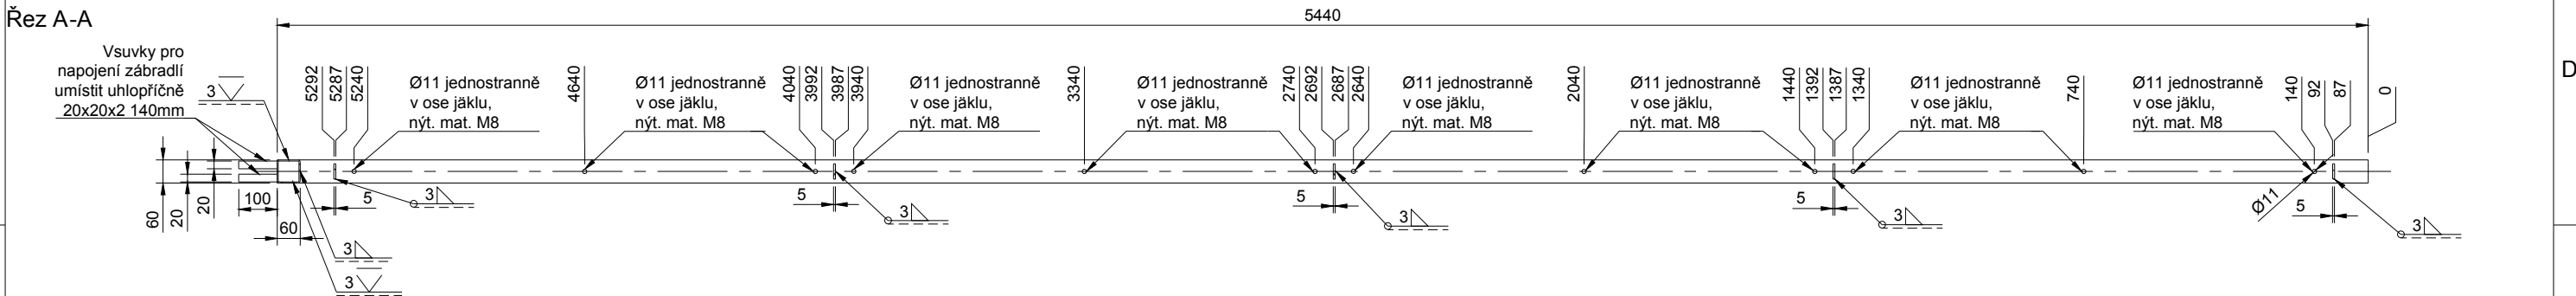 Řez A-A
5440
D
Vsuvky pro
napojení zábradlí
umístit uhlopříčně
20x20x2 140mm
3
5292
5287
5240
Ø11 jednostranně
v ose jäklu,
nýt. mat. M8
4640
Ø11 jednostranně
v ose jäklu,
nýt. mat. M8
4040
3992
3987
3940
Ø11 jednostranně
v ose jäklu,
nýt. mat. M8
3340
Ø11 jednostranně
v ose jäklu,
nýt. mat. M8
2740
2692
2687
2640
Ø11 jednostranně
v ose jäklu,
nýt. mat. M8
2040
Ø11 jednostranně
v ose jäklu,
nýt. mat. M8
1440
1392
1387
1340
Ø11 jednostranně
v ose jäklu,
nýt. mat. M8
740
Ø11 jednostranně
v ose jäklu,
nýt. mat. M8
140
92
87
0
60
20
20
100
60
5
3
5
3
5
3
5
3
Ø11
5
3
3
3